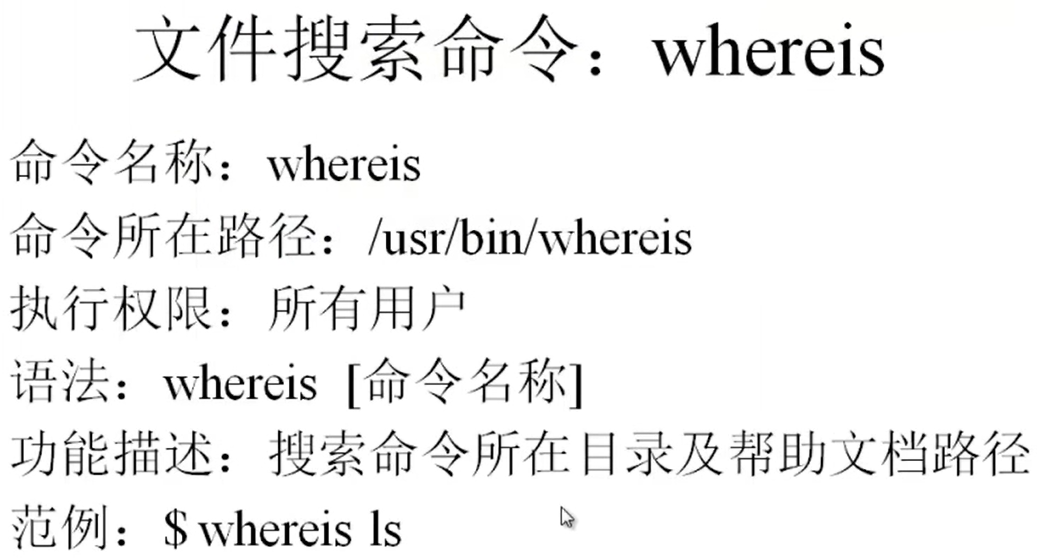 文件搜索命令：whereis
命令名称：whereis
命令所在路径：/usr/bin/whereis
执行权限：所有用户
语法：whereis [命令名称]
功能描述：搜索命令所在目录及帮助文档路径
范例：$ whereis ls